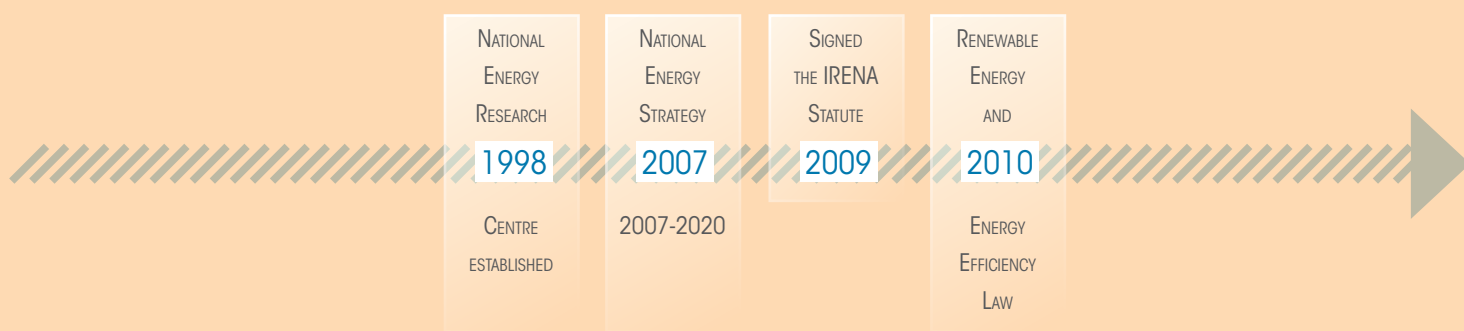 National
Energy
Research
1998
Centre
established
National
Energy
Strategy
2007
2007-2020
Signed
the IRENA
Statute
2009
Renewable
Energy
and
2010
Energy
Efficiency
Law